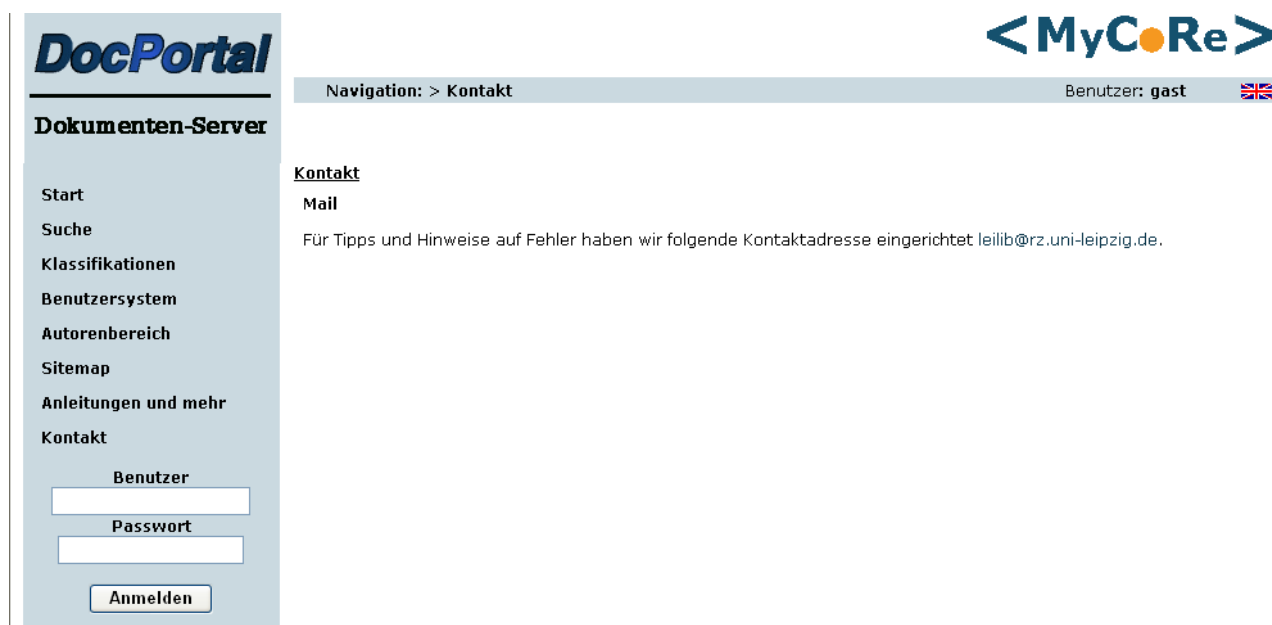 DocPortal
<MyCoRe>
Navigation: > Kontakt
Benutzer: gast
Dokumenten-Server
Start
Suche
Klassifikationen
Benutzersystem
Autorenbereich
Sitemap
Anleitungen und mehr
Kontakt
Benutzer
Passwort
Anmelden
Kontakt
Mail
Für Tipps und Hinweise auf Fehler haben wir folgende Kontaktadresse eingerichtet leilib@rz.uni-leipzig.de.